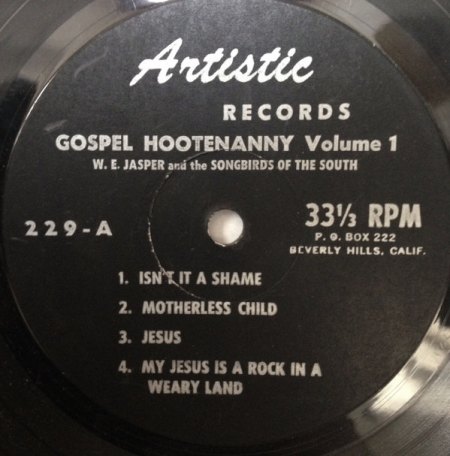 Artistic
RECORDS
GOSPEL HOOTENANNY Volume 1
W. E. JASPER and the SONGBIRDS OF THE SOUTH
229-A
33⅓ RPM
P. O. BOX 222
BEVERLY HILLS, CALIF.
1. ISN'T IT A SHAME
2. MOTHERLESS CHILD
3. JESUS
4. MY JESUS IS A ROCK IN A
WEARY LAND